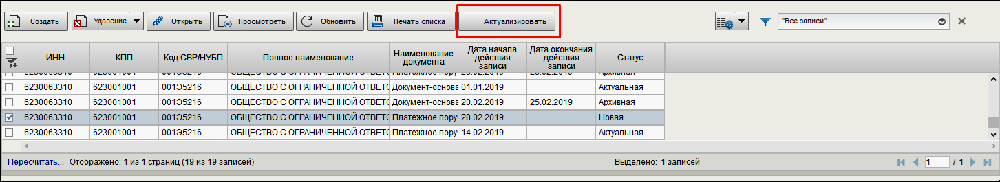 Создать Удаление Открыть Просмотреть Обновить Печать списка Актуализировать "Все записи"
ИНН КПП Код СВР/НУБП Полное наименование Наименование документа Дата начала действия записи Дата окончания действия записи Статус
6230063310 623001001 001Э5216 ОБЩЕСТВО С ОГРАНИЧЕННОЙ ОТВЕТС Платежное пору 28.02.2019 Архивная
6230063310 623001001 001Э5216 ОБЩЕСТВО С ОГРАНИЧЕННОЙ ОТВЕТС Документ-основа 01.01.2019 Актуальная
6230063310 623001001 001Э5216 ОБЩЕСТВО С ОГРАНИЧЕННОЙ ОТВЕТС Документ-основа 20.02.2019 25.02.2019 Архивная
6230063310 623001001 001Э5216 ОБЩЕСТВО С ОГРАНИЧЕННОЙ ОТВЕТС Платежное пору 28.02.2019 Новая
6230063310 623001001 001Э5216 ОБЩЕСТВО С ОГРАНИЧЕННОЙ ОТВЕТС Платежное пору 14.02.2019 Актуальная
Пересчитать... Отображено: 1 из 1 страниц (19 из 19 записей) Выделено: 1 записей 1 / 1